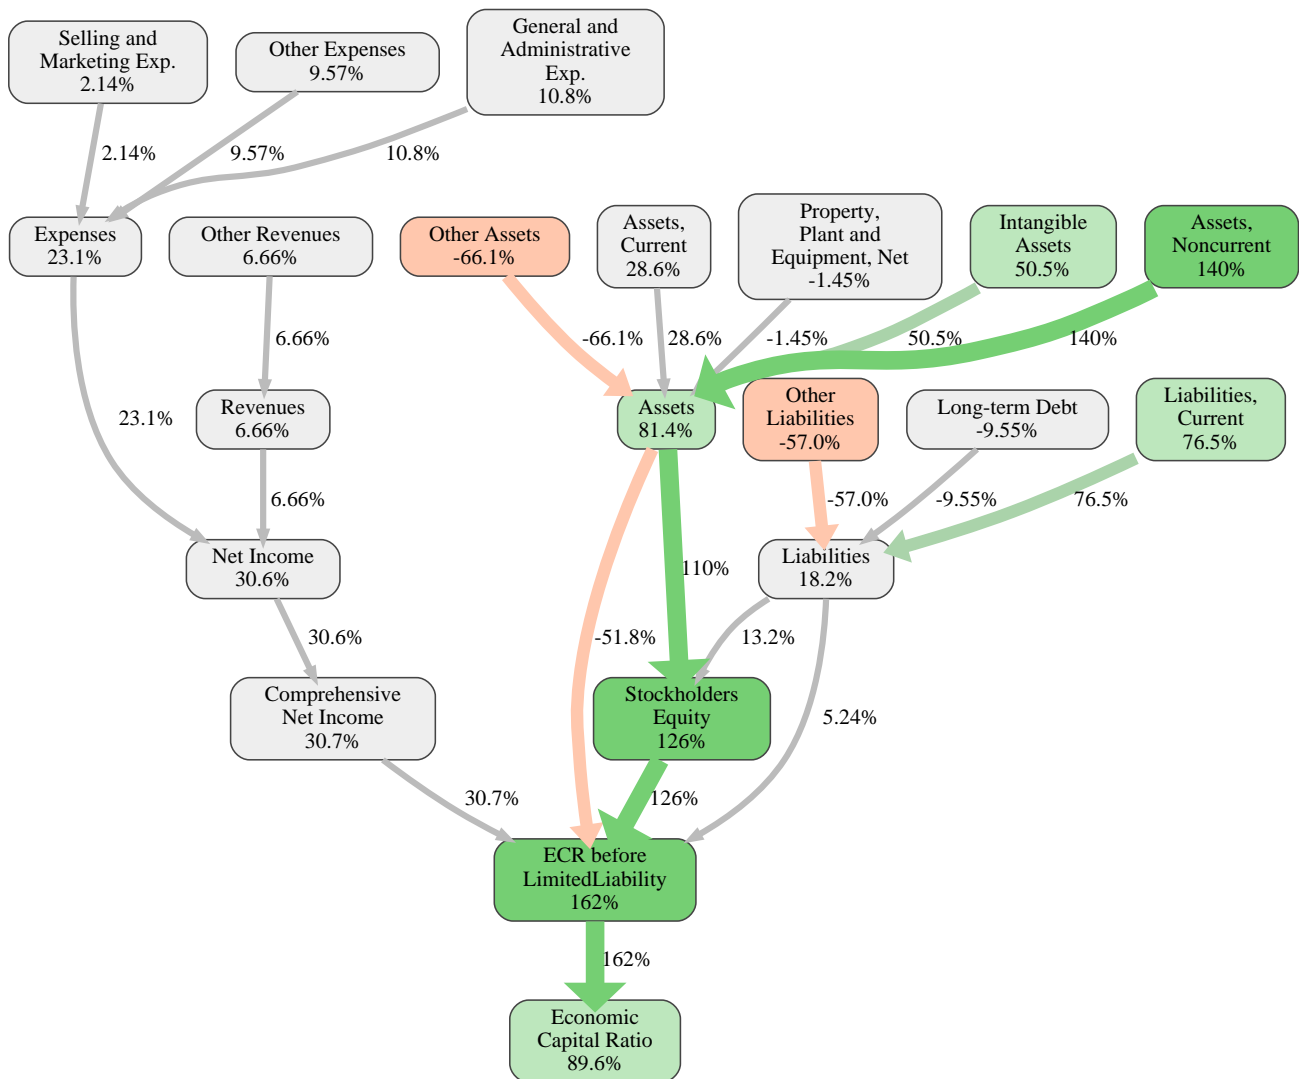 Selling and
Marketing Exp.
2.14%
Other Expenses
9.57%
General and
Administrative
Exp.
10.8%
2.14%
9.57%
10.8%
Expenses
23.1%
Other Revenues
6.66%
Other Assets
-66.1%
Assets,
Current
28.6%
Property,
Plant and
Equipment, Net
-1.45%
Intangible
Assets
50.5%
Assets,
Noncurrent
140%
6.66%
-66.1%
28.6%
-1.45%
50.5%
140%
23.1%
Revenues
6.66%
Assets
81.4%
Other
Liabilities
-57.0%
Long-term Debt
-9.55%
Liabilities,
Current
76.5%
6.66%
-57.0%
-9.55%
76.5%
Net Income
30.6%
110%
Liabilities
18.2%
30.6%
-51.8%
13.2%
Comprehensive
Net Income
30.7%
Stockholders
Equity
126%
5.24%
30.7%
126%
ECR before
LimitedLiability
162%
162%
Economic
Capital Ratio
89.6%